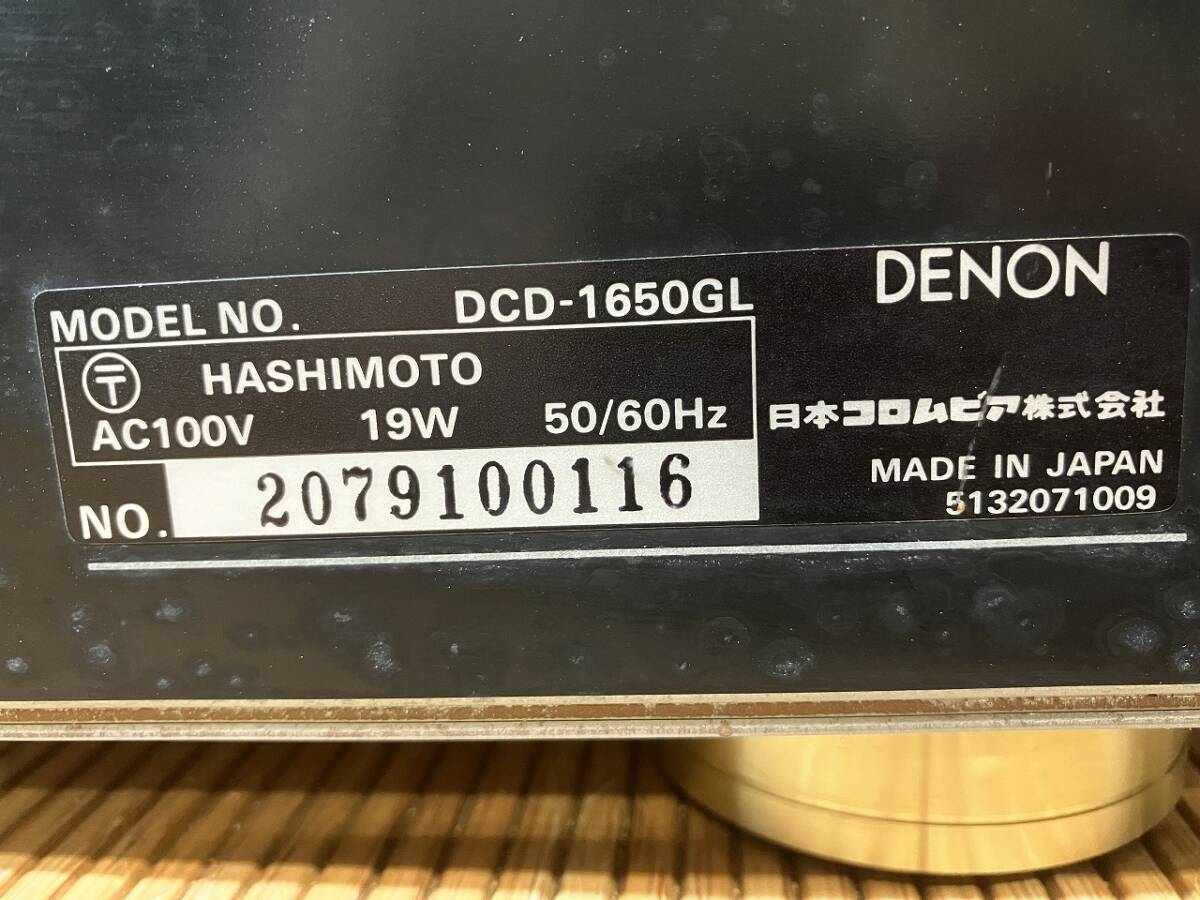 MODEL NO. DCD-1650GL
DENON
〒 HASHIMOTO
AC100V 19W 50/60Hz
日本コロムビア株式会社
NO. 2079100116
MADE IN JAPAN
5132071009